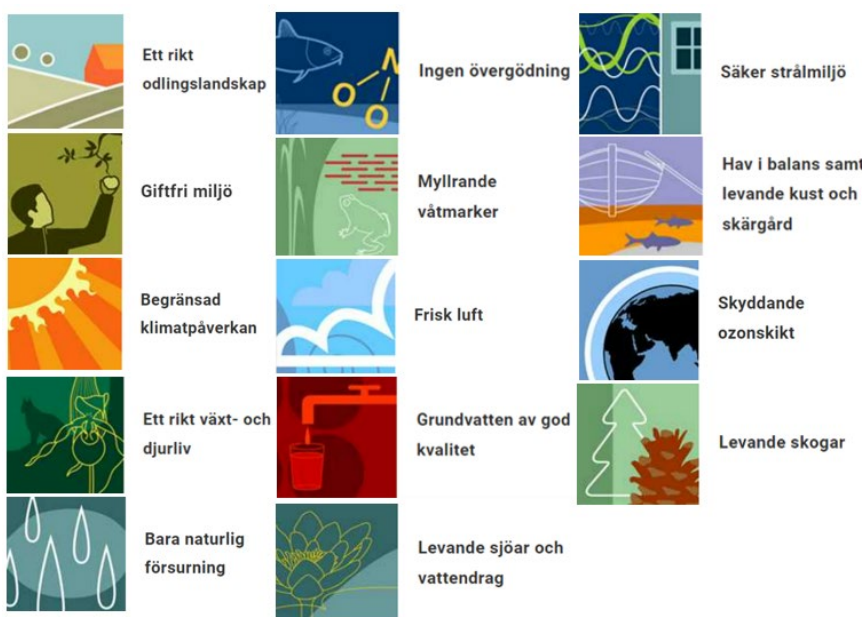 Ett rikt
odlingslandskap
Ingen övergödning
N
O
O
Säker strålmiljö
Giftfri miljö
Myllrande
våtmarker
Hav i balans samt
levande kust och
skärgård
Begränsad
klimatpåverkan
Frisk luft
Skyddande
ozonskikt
Ett rikt växt- och
djurliv
Grundvatten av god
kvalitet
Levande skogar
Bara naturlig
försurning
Levande sjöar och
vattendrag